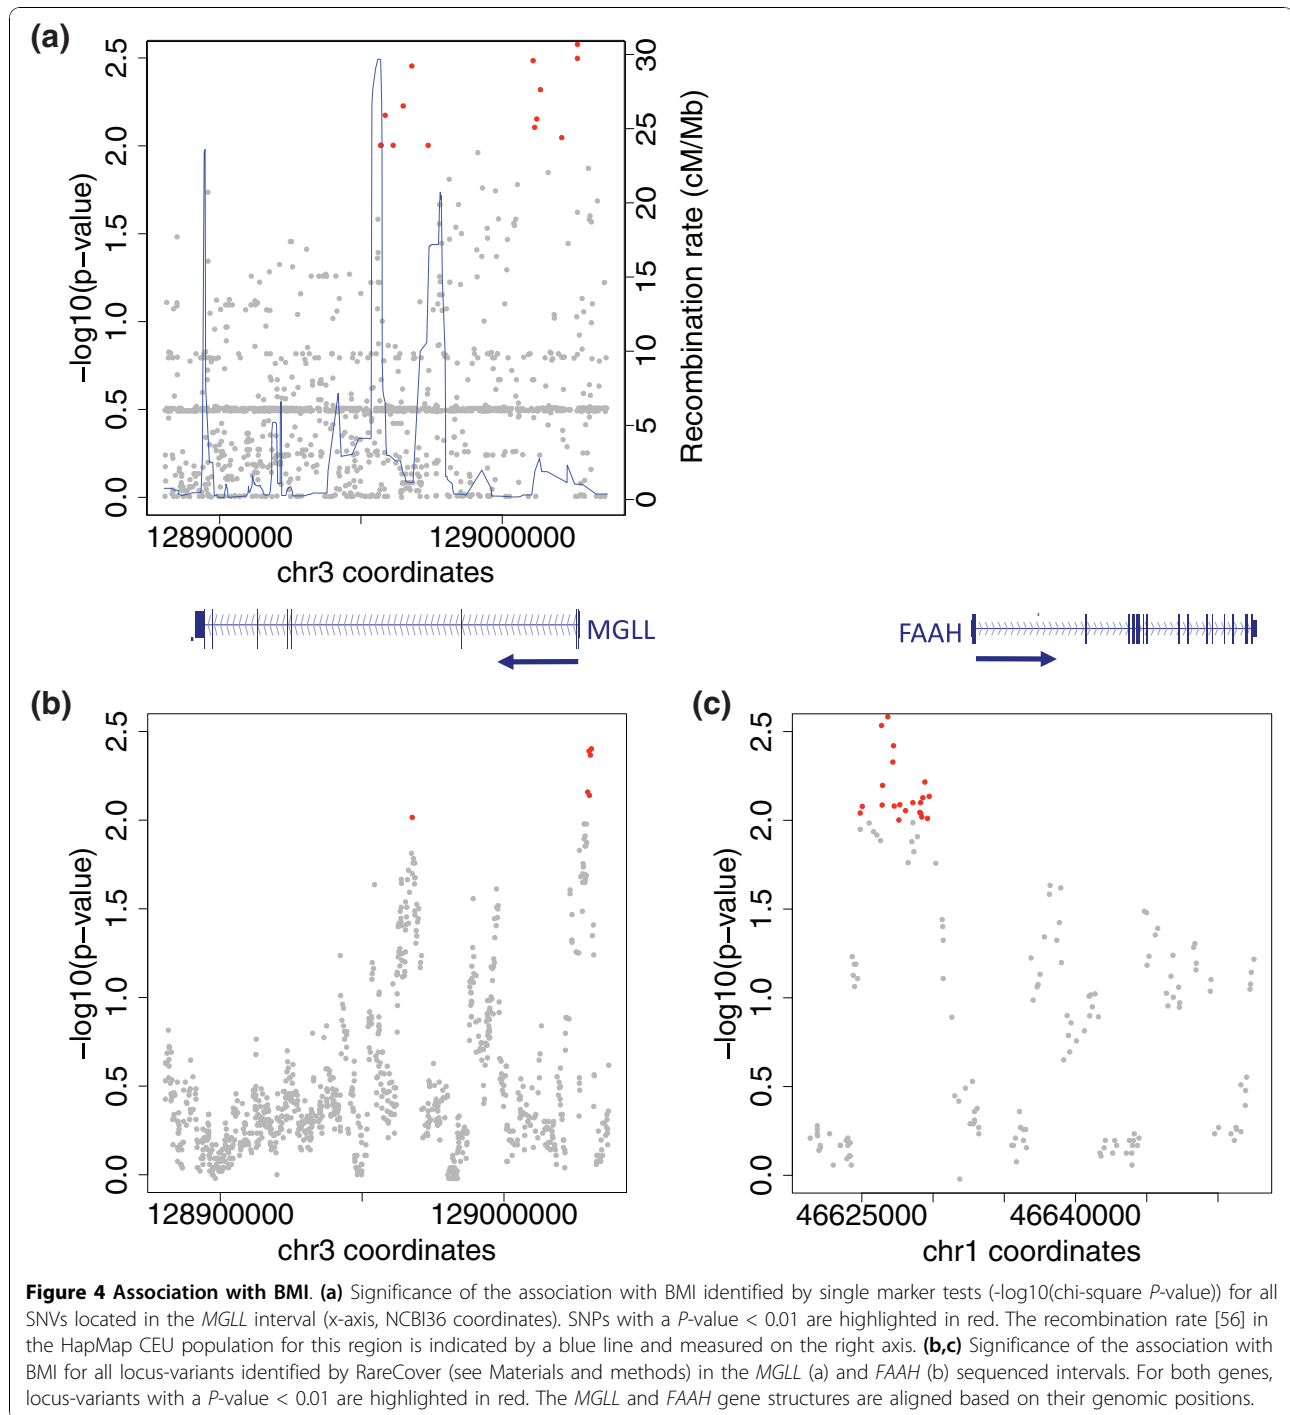 (a)
2.5
2.0
1.5
1.0
0.5
0.0
-log10(p-value)
30
25
20
15
10
5
0
Recombination rate (cM/Mb)
128900000 129000000
chr3 coordinates
MGLL
FAAH
(b)
2.5
2.0
1.5
1.0
0.5
0.0
-log10(p-value)
128900000 129000000
chr3 coordinates
(c)
2.5
2.0
1.5
1.0
0.5
0.0
-log10(p-value)
46625000 46640000
chr1 coordinates
Figure 4 Association with BMI. (a) Significance of the association with BMI identified by single marker tests (-log10(chi-square P-value)) for all
SNVs located in the MGLL interval (x-axis, NCBI36 coordinates). SNPs with a P-value < 0.01 are highlighted in red. The recombination rate [56] in
the HapMap CEU population for this region is indicated by a blue line and measured on the right axis. (b,c) Significance of the association with
BMI for all locus-variants identified by RareCover (see Materials and methods) in the MGLL (a) and FAAH (b) sequenced intervals. For both genes,
locus-variants with a P-value < 0.01 are highlighted in red. The MGLL and FAAH gene structures are aligned based on their genomic positions.